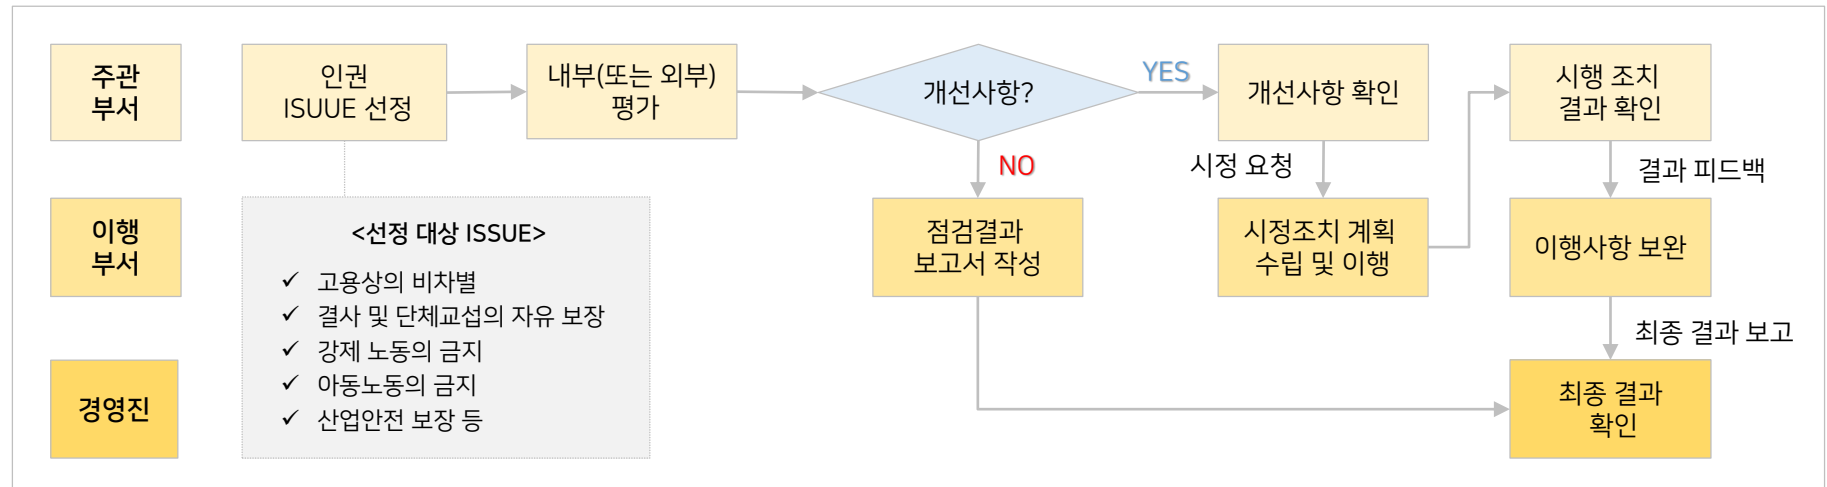 주관
부서
인권
ISUUE 선정
내부(또는 외부)
평가
개선사항?
YES
개선사항 확인
시행 조치
결과 확인
NO
시정 요청
결과 피드백
이행
부서
<선정 대상 ISSUE>
✓ 고용상의 비차별
✓ 결사 및 단체교섭의 자유 보장
✓ 강제 노동의 금지
✓ 아동노동의 금지
✓ 산업안전 보장 등
점검결과
보고서 작성
시정조치 계획
수립 및 이행
이행사항 보완
최종 결과 보고
경영진
최종 결과
확인